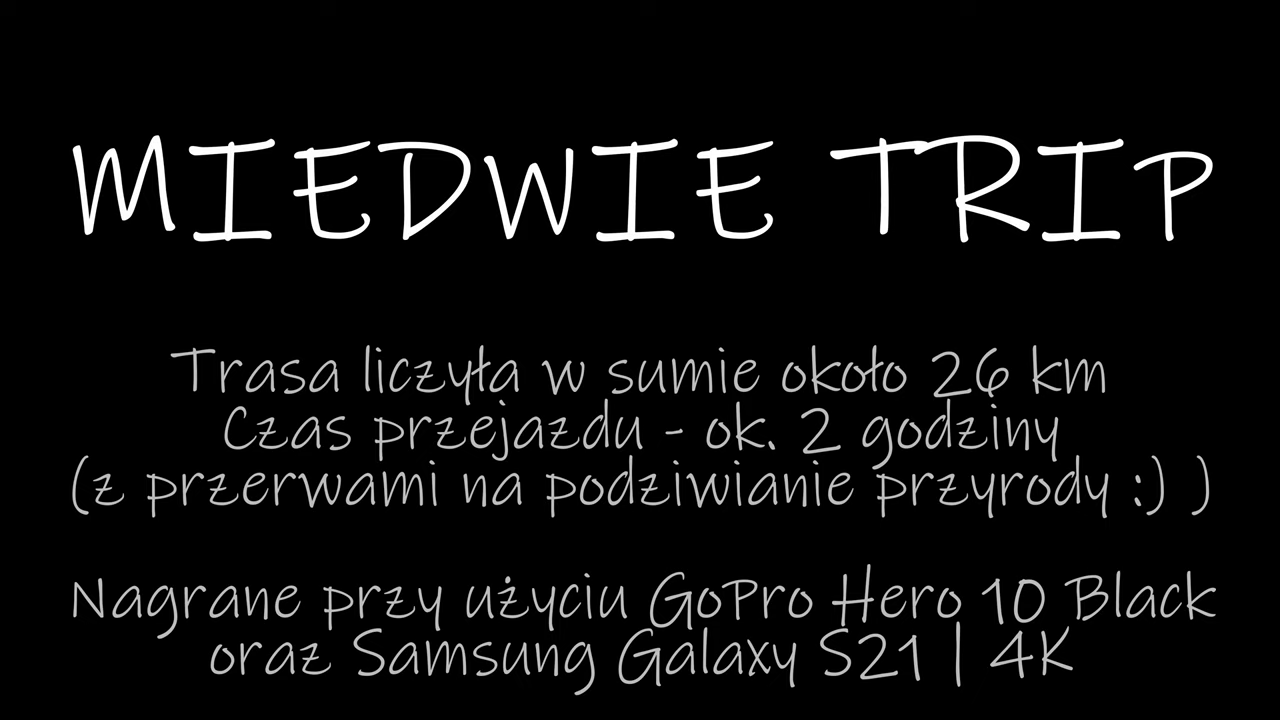 MIEDWIE TRIP
Trasa liczyła w sumie około 26 km
Czas przejazdu - ok. 2 godziny
(z przerwami na podziwianie przyrody :) )
Nagrane przy użyciu GoPro Hero 10 Black
oraz Samsung Galaxy S21 | 4K